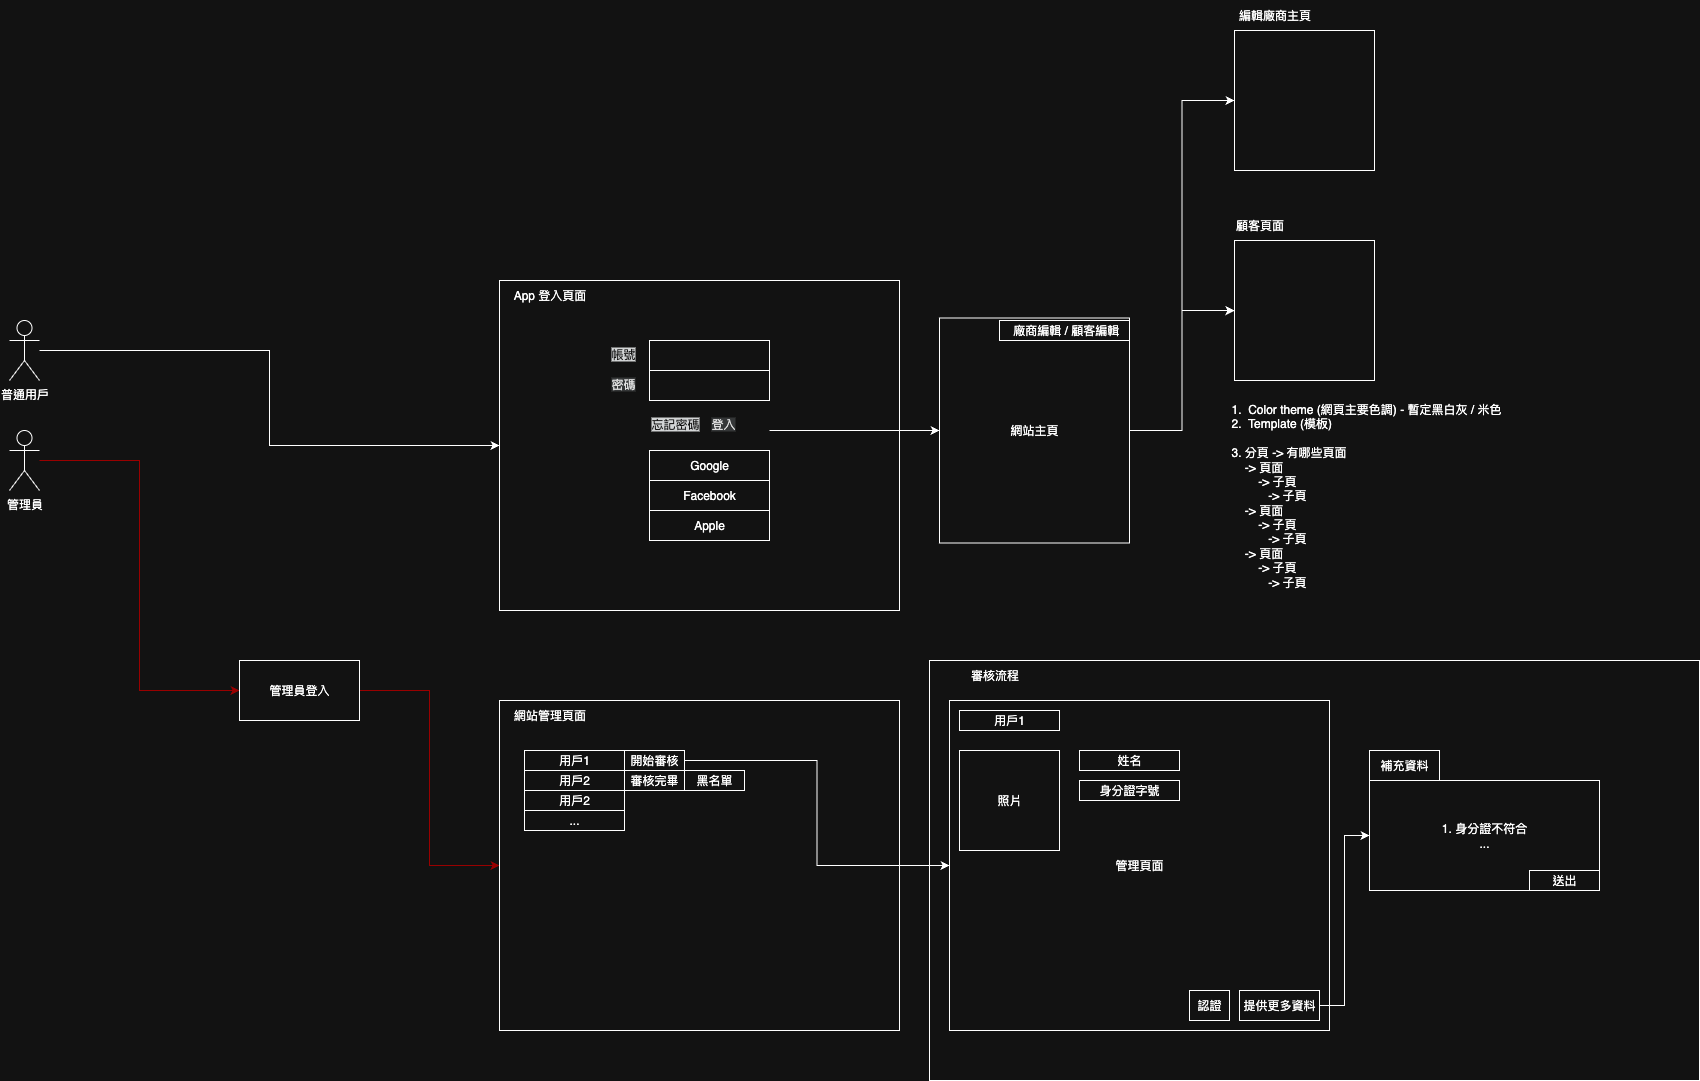 編輯廠商主頁
顧客頁面
App 登入頁面
帳號
密碼
忘記密碼 登入
Google
Facebook
Apple
廠商編輯 / 顧客編輯
網站主頁
普通用戶
管理員
1. Color theme (網頁主要色調) - 暫定黑白灰 / 米色
2. Template (模板)
3. 分頁 -> 有哪些頁面
-> 頁面
-> 子頁
-> 子頁
-> 頁面
-> 子頁
-> 子頁
-> 頁面
-> 子頁
-> 子頁
管理員登入
網站管理頁面
用戶1 開始審核
用戶2 審核完畢 黑名單
用戶2
...
審核流程
用戶1
照片
姓名
身分證字號
管理頁面
認證
提供更多資料
補充資料
1. 身分證不符合
...
送出